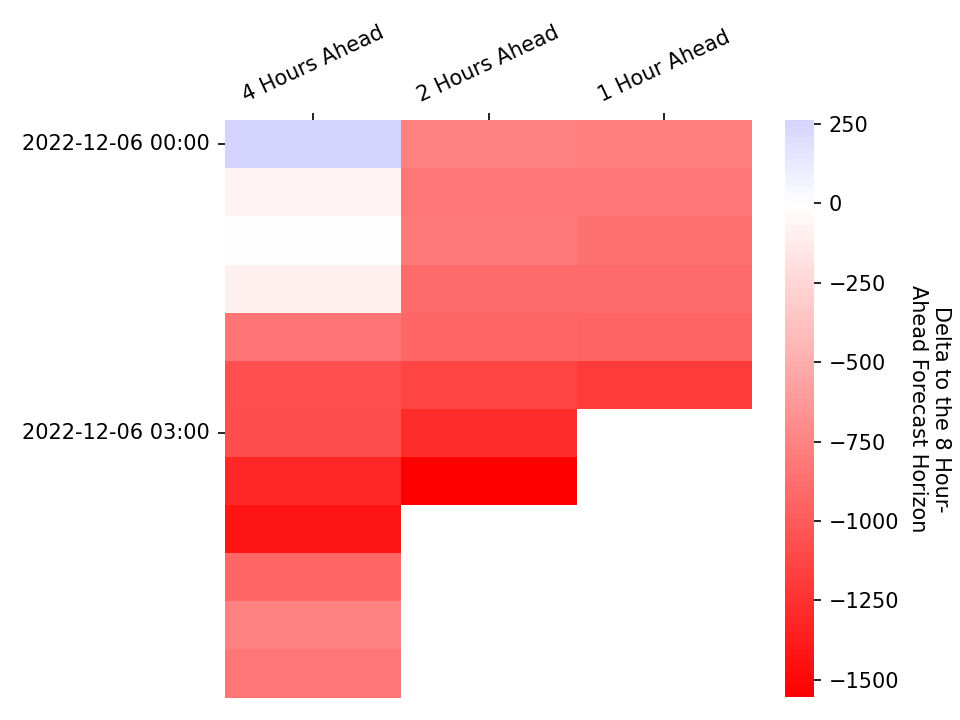 4 Hours Ahead
2 Hours Ahead
1 Hour Ahead
2022-12-06 00:00
2022-12-06 03:00
250
0
−250
−500
−750
−1000
−1250
−1500
Delta to the 8 Hour-
Ahead Forecast Horizon